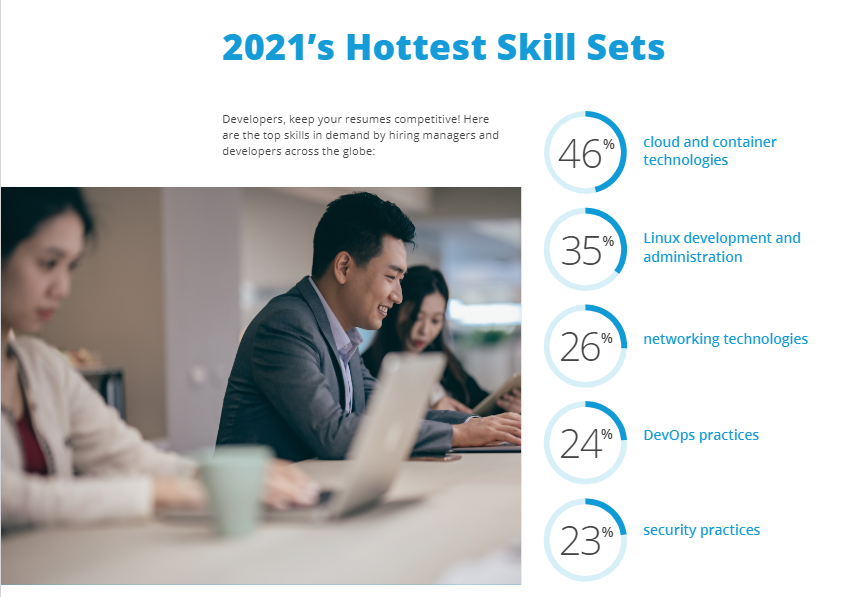 2021’s Hottest Skill Sets
Developers, keep your resumes competitive! Here
are the top skills in demand by hiring managers and
developers across the globe:
46%
cloud and container
technologies
35%
Linux development and
administration
26%
networking technologies
24%
DevOps practices
23%
security practices